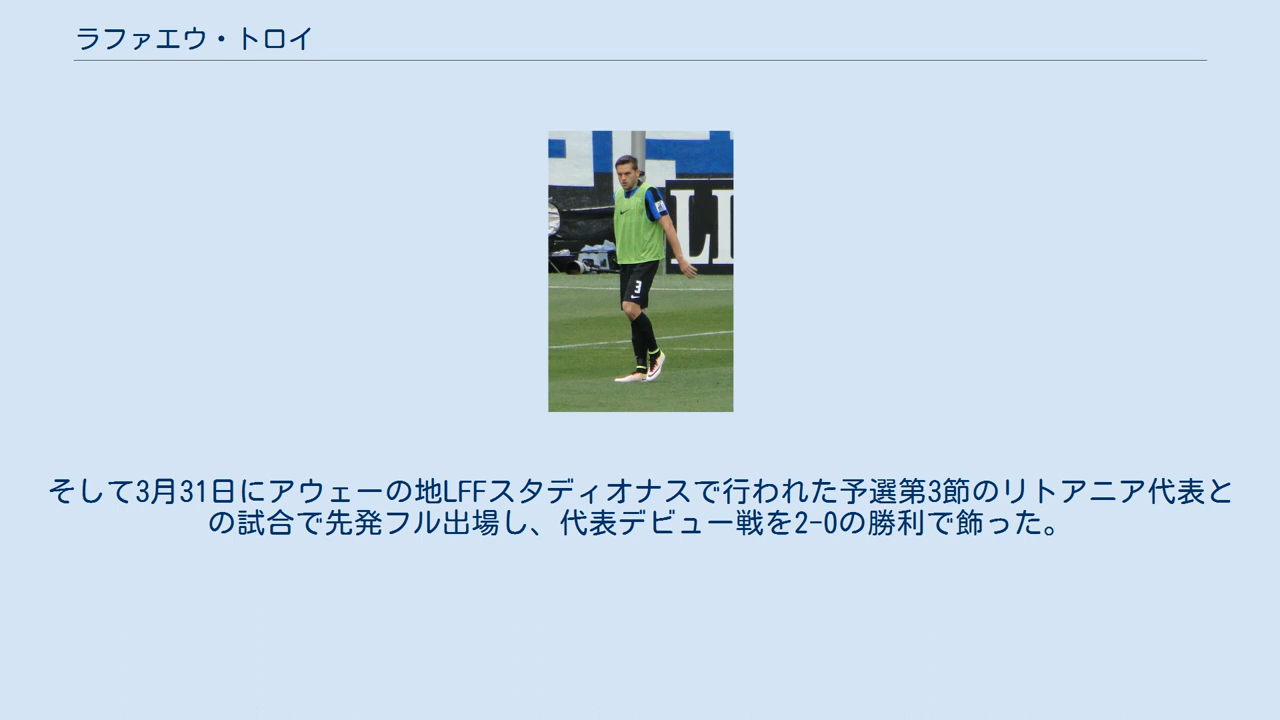 ラファエウ・トロイ
3
そして3月31日にアウェーの地LFFスタディオナスで行われた予選第3節のリトアニア代表と
の試合で先発フル出場し、代表デビュー戦を2-0の勝利で飾った。